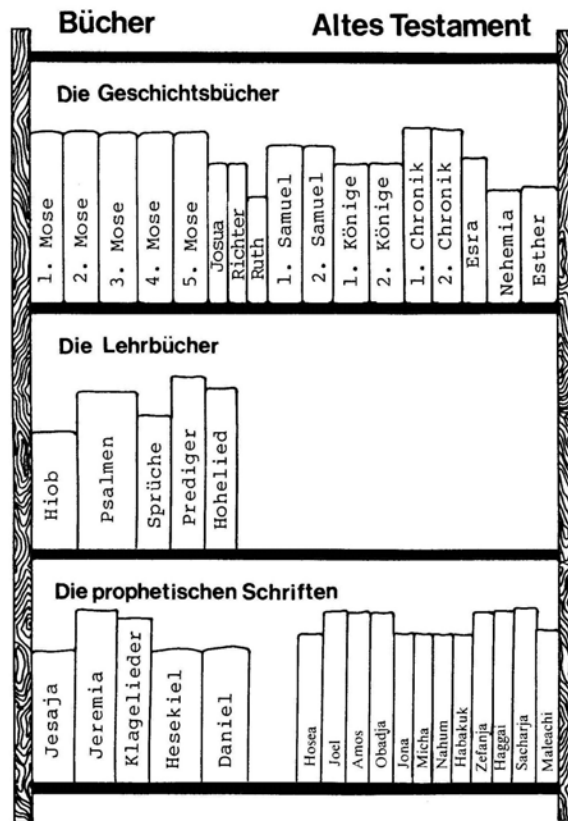 Bücher Altes Testament
Die Geschichtsbücher
1. Mose
2. Mose
3. Mose
4. Mose
5. Mose
Josua
Richter
Ruth
1. Samuel
2. Samuel
1. Könige
2. Könige
1. Chronik
2. Chronik
Esra
Nehemia
Esther
Die Lehrbücher
Hiob
Psalmen
Sprüche
Prediger
Hohelied
Die prophetischen Schriften
Jesaja
Jeremia
Klagelieder
Hesekiel
Daniel
Hosea
Joel
Amos
Obadja
Jona
Micha
Nahum
Habakuk
Zefanja
Haggai
Sacharja
Maleachi